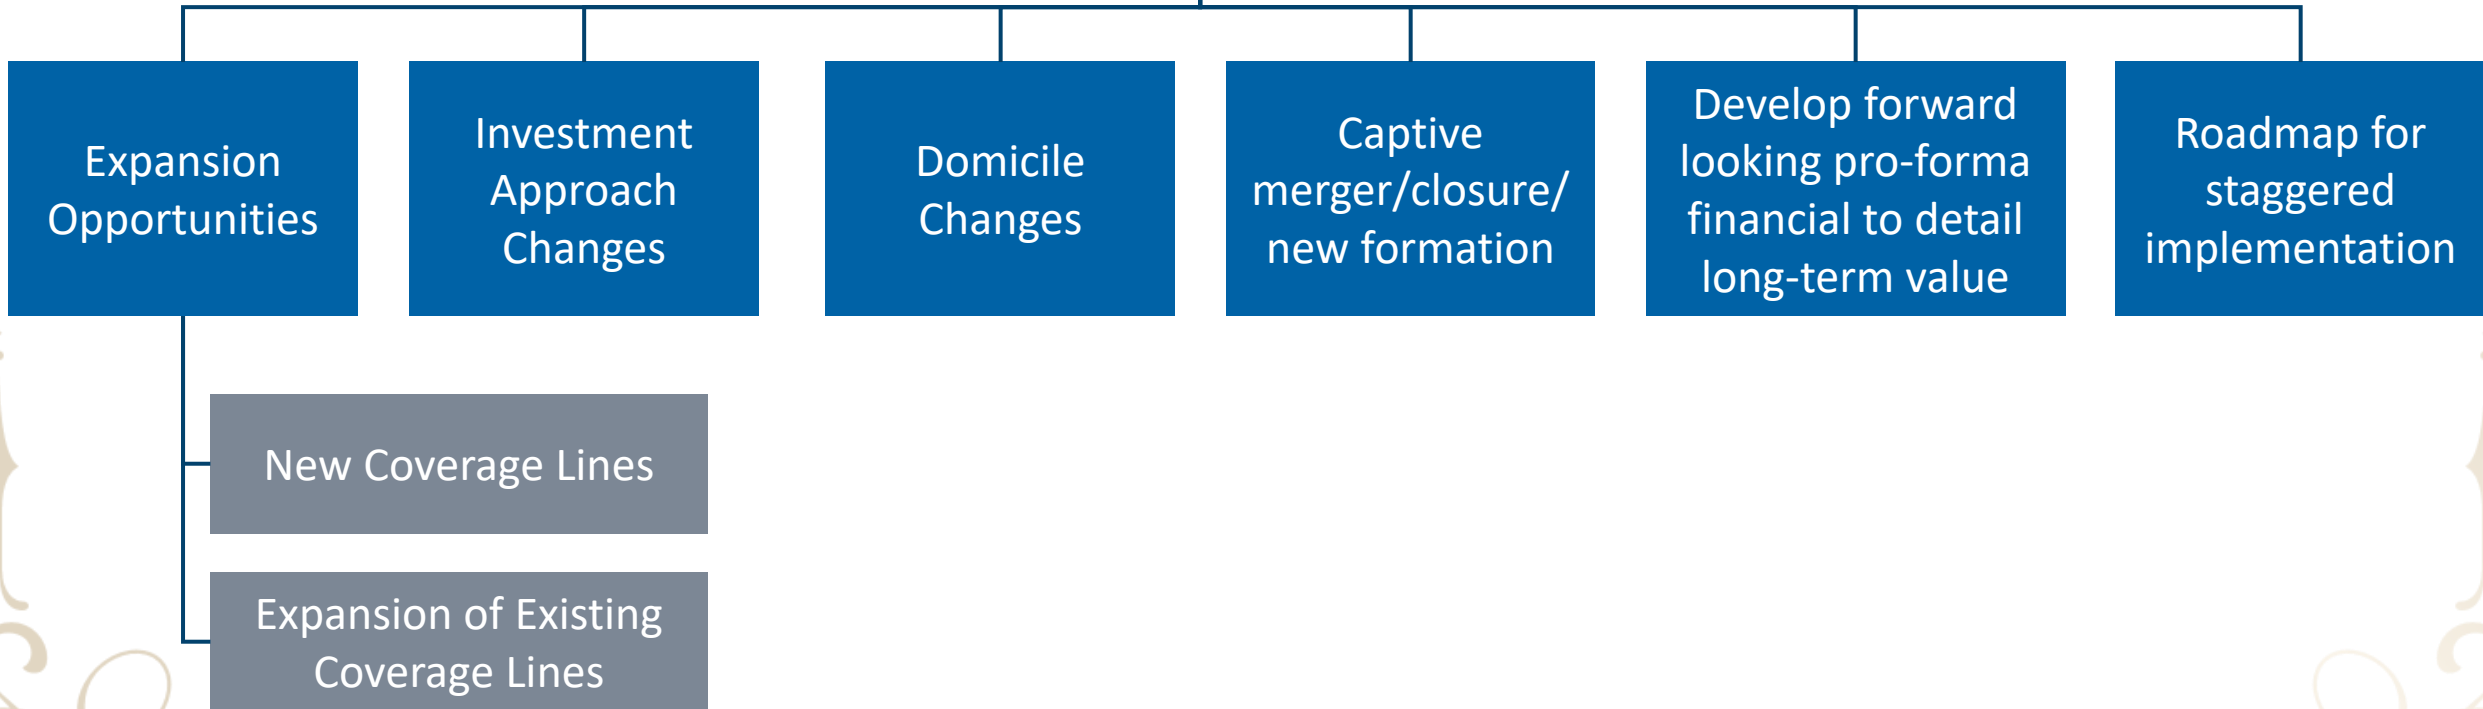 Expansion
Opportunities
Investment
Approach
Changes
Domicile
Changes
Captive
merger/closure/
new formation
Develop forward
looking pro-forma
financial to detail
long-term value
Roadmap for
staggered
implementation
New Coverage Lines
Expansion of Existing
Coverage Lines